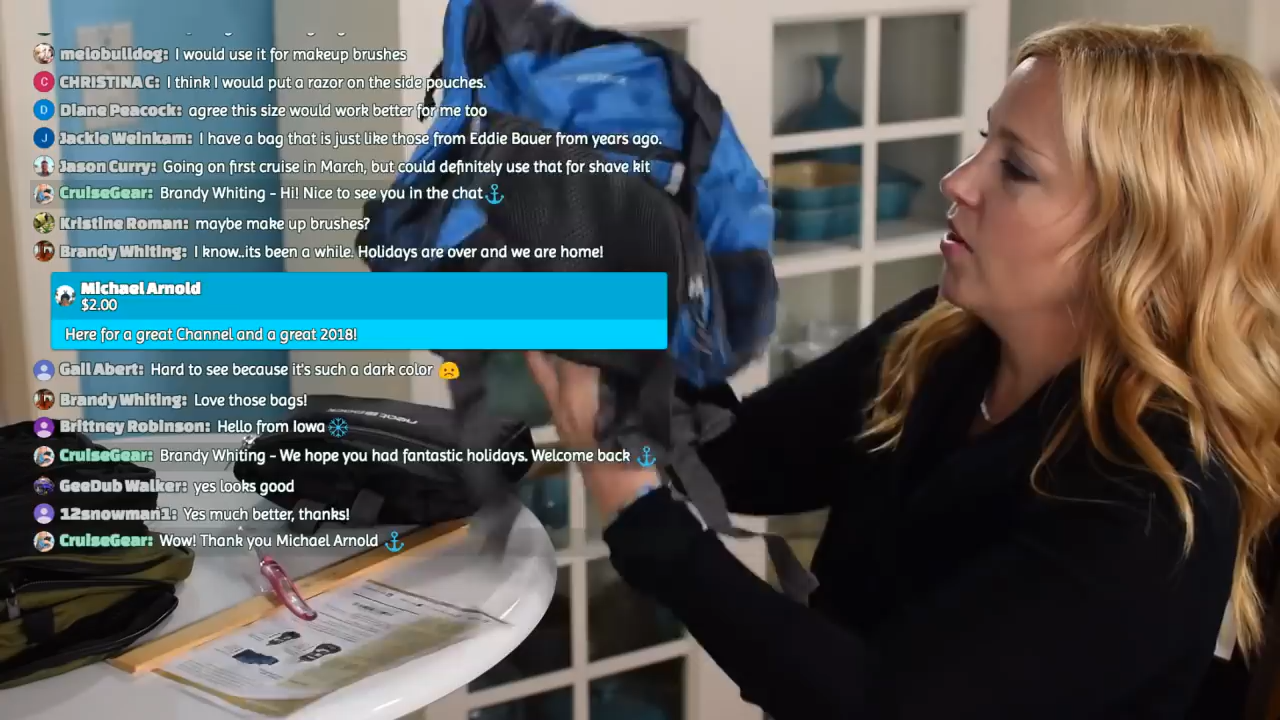 melobulldog: I would use it for makeup brushes
C CHRISTINA C: I think I would put a razor on the side pouches.
D Diane Peacock: agree this size would work better for me too
J Jackie Weinkam: I have a bag that is just like those from Eddie Bauer from years ago.
Jason Curry: Going on first cruise in March, but could definitely use that for shave kit
CruiseGear: Brandy Whiting - Hi! Nice to see you in the chat
Kristine Roman: maybe make up brushes?
Brandy Whiting: I know..its been a while. Holidays are over and we are home!
Michael Arnold
$2.00
Here for a great Channel and a great 2018!
Gail Abert: Hard to see because it's such a dark color
Brandy Whiting: Love those bags!
Brittney Robinson: Hello from Iowa
CruiseGear: Brandy Whiting - We hope you had fantastic holidays. Welcome back
GeeDub Walker: yes looks good
12snowman1: Yes much better, thanks!
CruiseGear: Wow! Thank you Michael Arnold